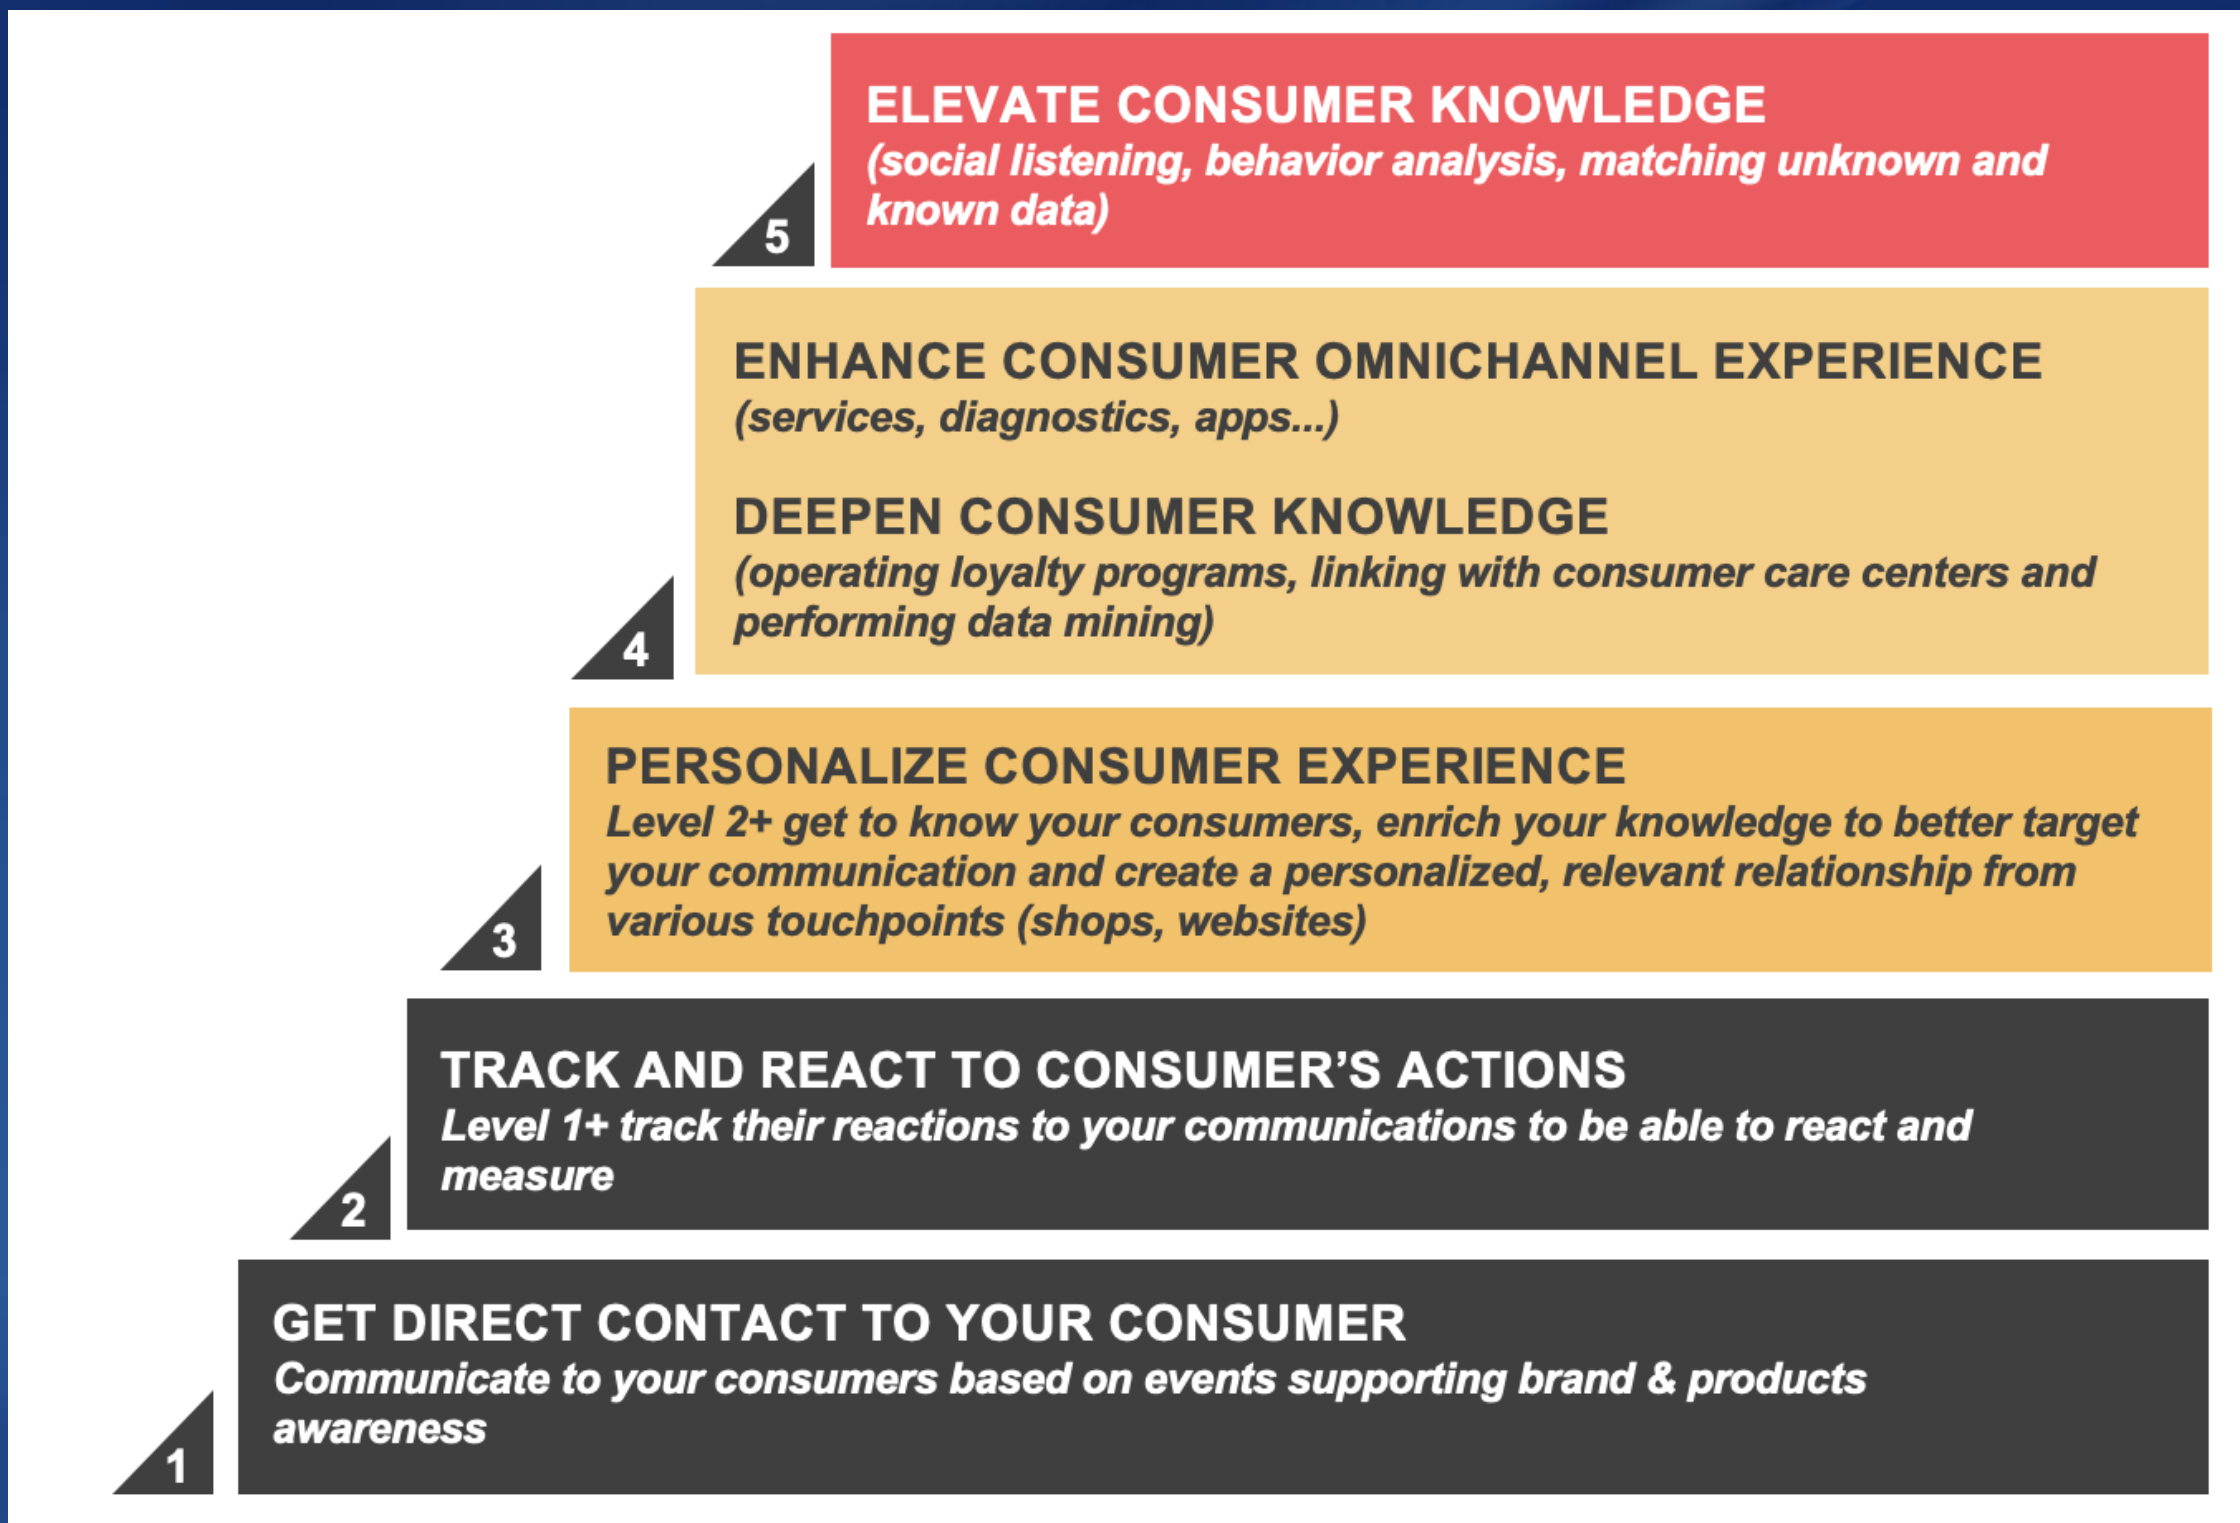 ELEVATE CONSUMER KNOWLEDGE
(social listening, behavior analysis, matching unknown and
known data)
5
ENHANCE CONSUMER OMNICHANNEL EXPERIENCE
(services, diagnostics, apps...)
DEEPEN CONSUMER KNOWLEDGE
(operating loyalty programs, linking with consumer care centers and
performing data mining)
4
PERSONALIZE CONSUMER EXPERIENCE
Level 2+ get to know your consumers, enrich your knowledge to better target
your communication and create a personalized, relevant relationship from
various touchpoints (shops, websites)
3
TRACK AND REACT TO CONSUMER’S ACTIONS
Level 1+ track their reactions to your communications to be able to react and
measure
2
GET DIRECT CONTACT TO YOUR CONSUMER
Communicate to your consumers based on events supporting brand & products
awareness
1